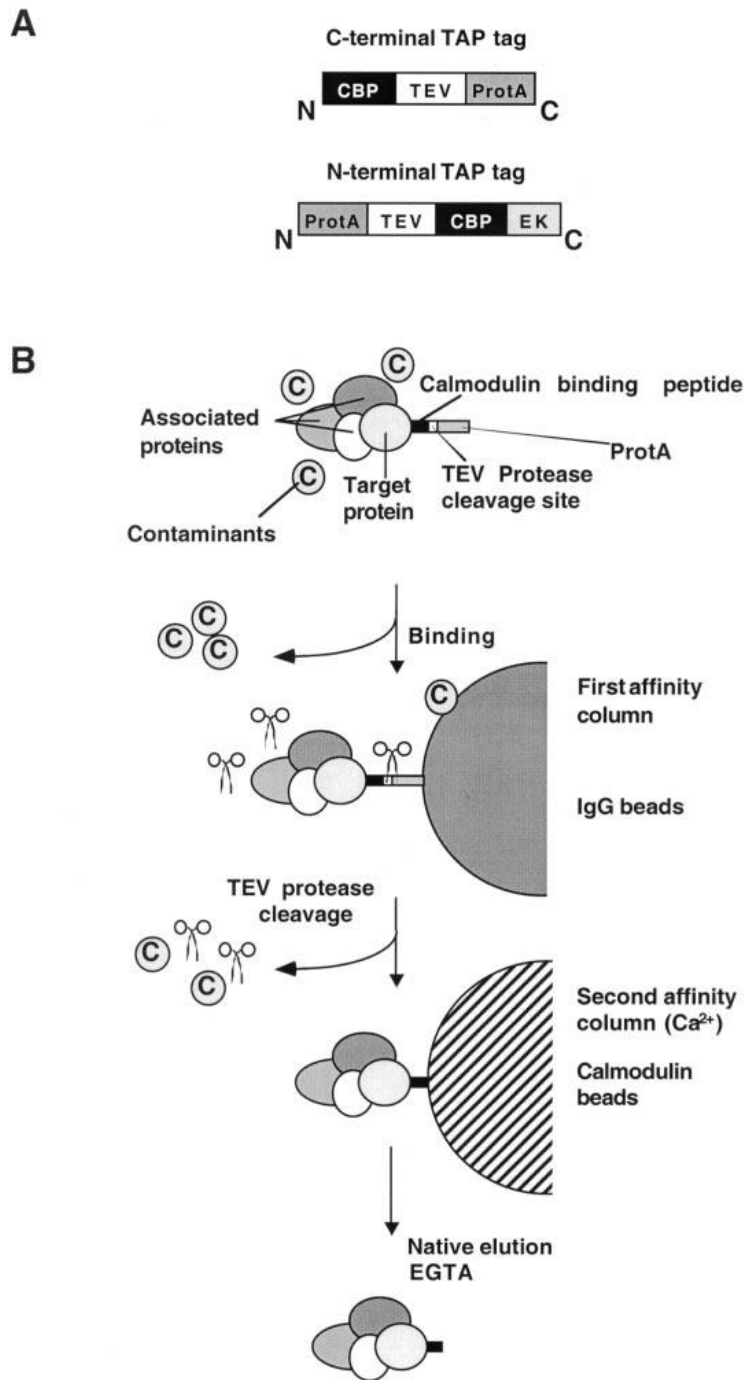 A
C-terminal TAP tag
CBP TEV ProtA
N C
N-terminal TAP tag
ProtA TEV CBP EK
N C
B
C C
Calmodulin binding peptide
Associated
proteins
ProtA
C
Target
protein
TEV Protease
cleavage site
Contaminants
C C C
Binding
C
First affinity
column
IgG beads
TEV protease
cleavage
C C
Second affinity
column (Ca²⁺)
Calmodulin
beads
Native elution
EGTA